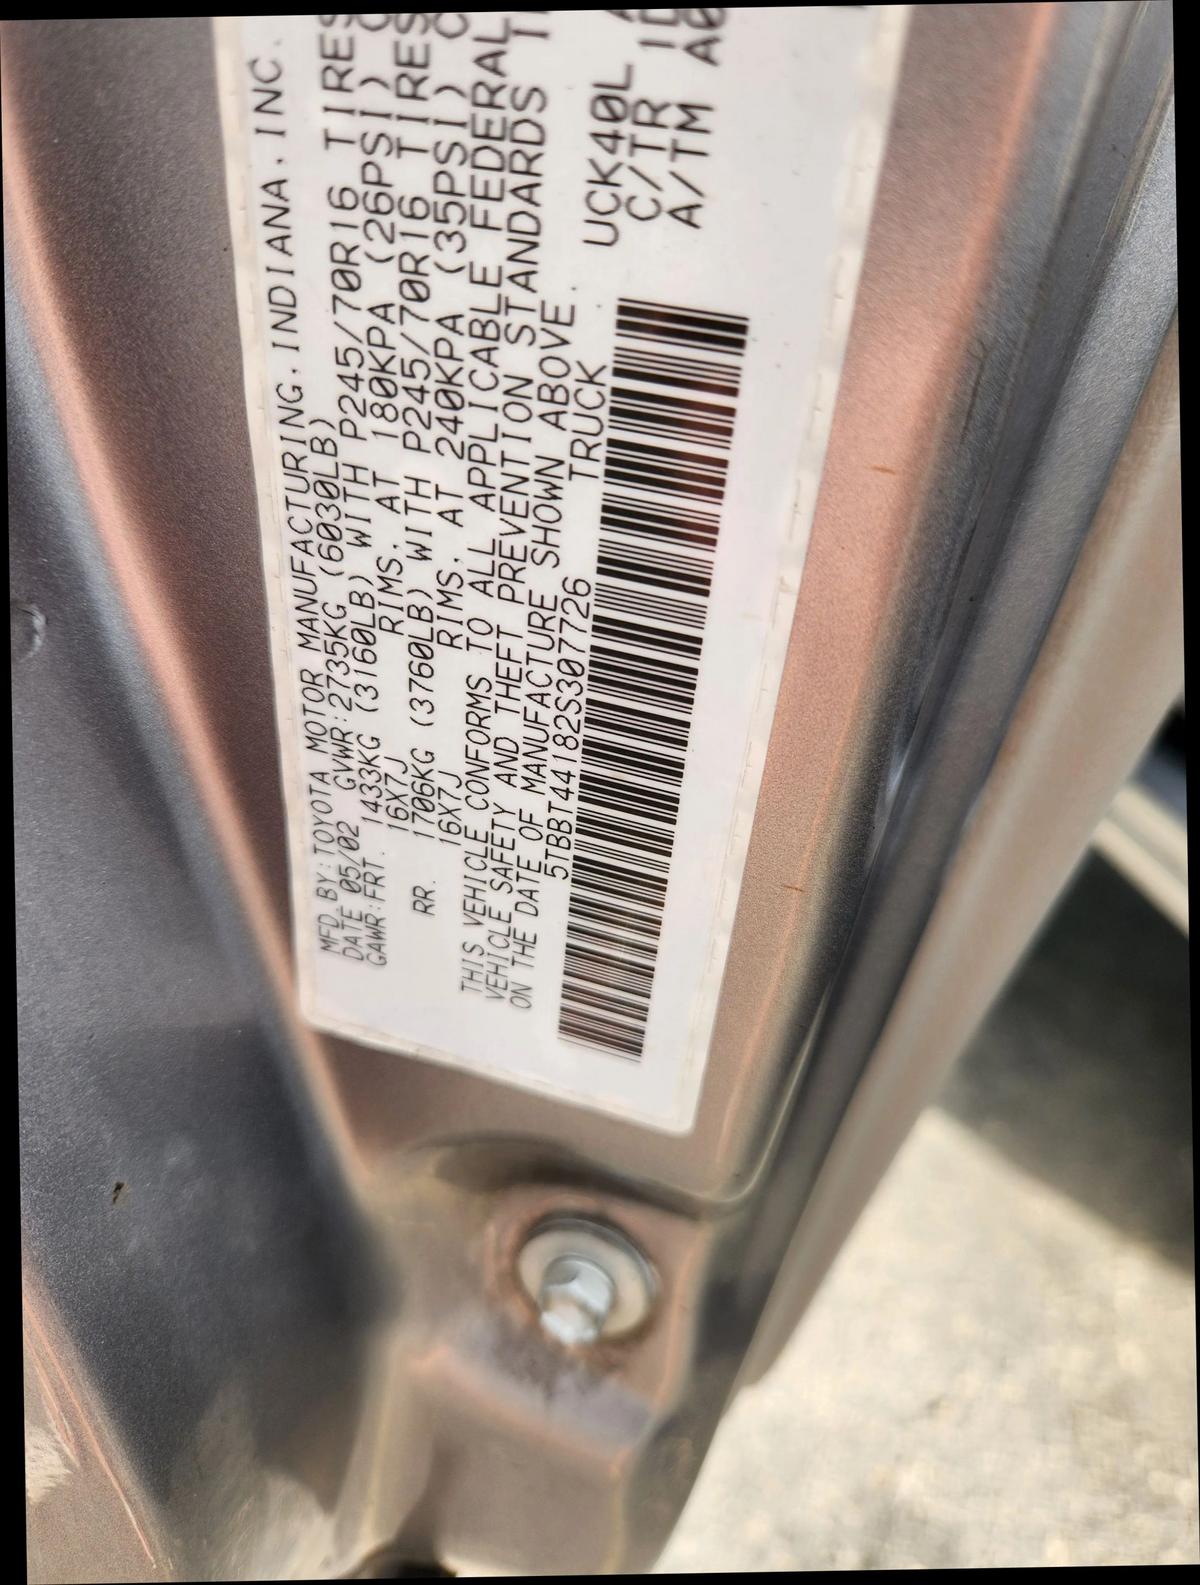 MFD. BY: TOYOTA MOTOR MANUFACTURING, INDIANA, INC.
DATE 05/02 GVWR:2735KG (6030LB)
GAWR:FRT. 1433KG (3160LB) WITH P245/70R16 TIRES
16X7J RIMS, AT 180KPA (26PSI)
RR. 1706KG (3760LB) WITH P245/70R16 TIRES
16X7J RIMS, AT 240KPA (35PSI)
THIS VEHICLE CONFORMS TO ALL APPLICABLE FEDERAL
VEHICLE SAFETY AND THEFT PREVENTION STANDARDS
ON THE DATE OF MANUFACTURE SHOWN ABOVE.
5TBBT44182S307726 TRUCK
UCK40L
C/TR
A/TM